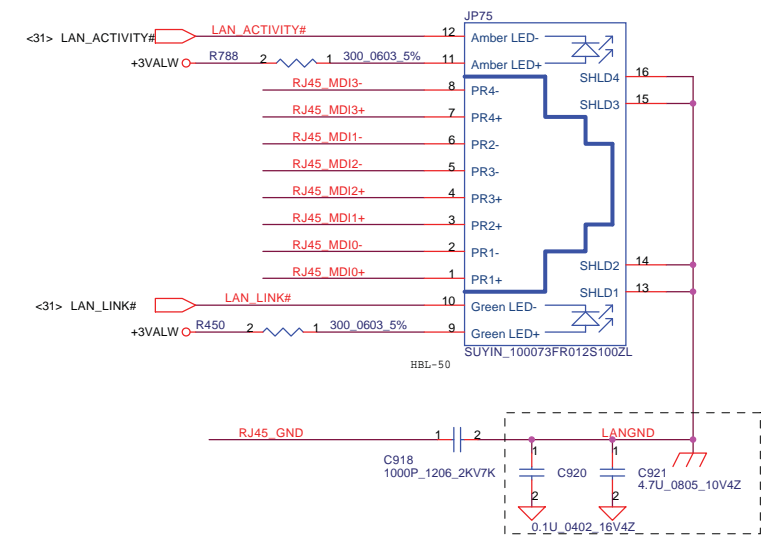 JP75
<31> LAN_ACTIVITY# LAN_ACTIVITY# 12 Amber LED-
+3VALW R788 2 1 300_0603_5% 11 Amber LED+
SHLD4 16
RJ45_MDI3- 8 PR4-
SHLD3 15
RJ45_MDI3+ 7 PR4+
RJ45_MDI1- 6 PR2-
RJ45_MDI2- 5 PR3-
RJ45_MDI2+ 4 PR3+
RJ45_MDI1+ 3 PR2+
RJ45_MDI0- 2 PR1-
SHLD2 14
RJ45_MDI0+ 1 PR1+
SHLD1 13
<31> LAN_LINK# LAN_LINK# 10 Green LED-
+3VALW R450 2 1 300_0603_5% 9 Green LED+
SUYIN_100073FR012S100ZL
HBL-50
RJ45_GND 1 2 LANGND
C918
1000P_1206_2KV7K
1 1
C920 C921
4.7U_0805_10V4Z
2 2
0.1U_0402_16V4Z